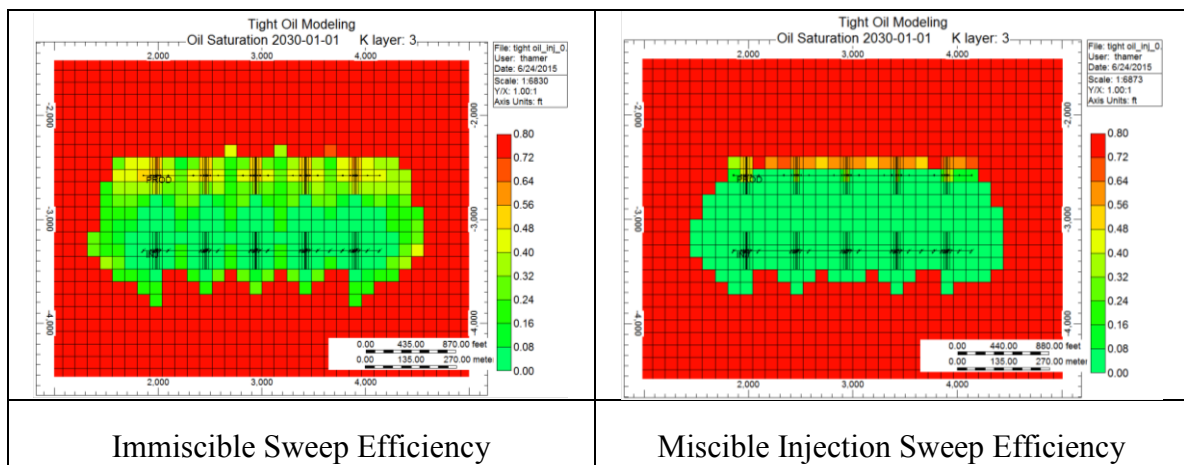 Tight Oil Modeling
Oil Saturation 2030-01-01 K layer: 3
File: tight oil_inj_0.
User: thamer
Date: 6/24/2015
Scale: 1:6830
Y/X: 1.00:1
Axis Units: ft
2,000 3,000 4,000
-2,000
-3,000
-4,000
-2,000
-3,000
-4,000
PROD
0.80
0.72
0.64
0.56
0.48
0.40
0.32
0.24
0.16
0.08
0.00
0.00 435.00 870.00 feet
0.00 135.00 270.00 mete
2,000 3,000 4,000
Immiscible Sweep Efficiency
Tight Oil Modeling
Oil Saturation 2030-01-01 K layer: 3
File: tight oil_inj_0.
User: thamer
Date: 6/24/2015
Scale: 1:6873
Y/X: 1.00:1
Axis Units: ft
2,000 3,000 4,000
-2,000
-3,000
-4,000
-2,000
-3,000
-4,000
PROD
0.80
0.72
0.64
0.56
0.48
0.40
0.32
0.24
0.16
0.08
0.00
0.00 440.00 880.00 feet
0.00 135.00 270.00 mete
2,000 3,000 4,000
Miscible Injection Sweep Efficiency